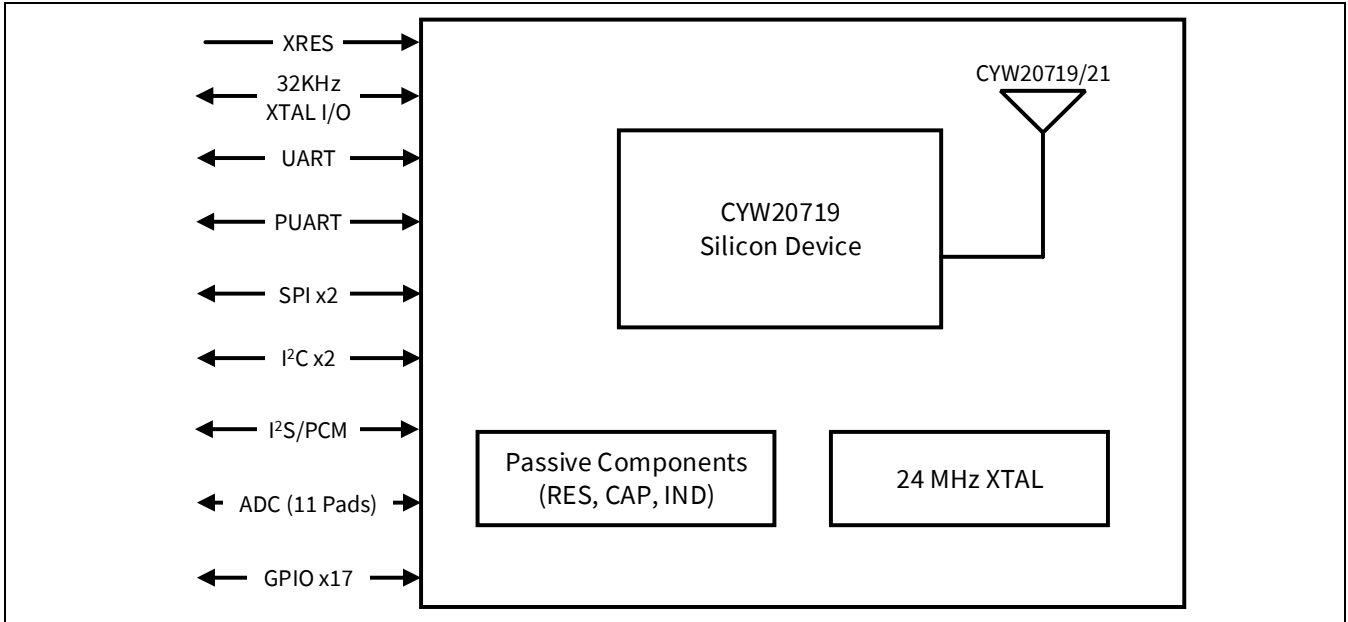 XRES
32KHz
XTAL I/O
UART
PUART
SPI x2
I²C x2
I²S/PCM
ADC (11 Pads)
GPIO x17
CYW20719/21
CYW20719
Silicon Device
Passive Components
(RES, CAP, IND)
24 MHz XTAL